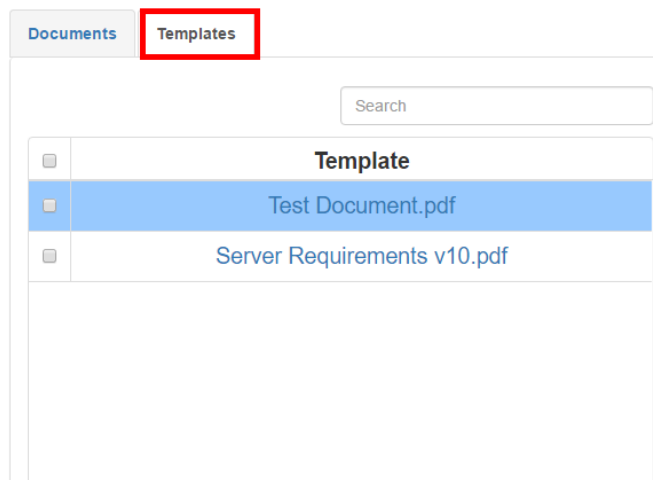 Documents Templates
Search
Template
Test Document.pdf
Server Requirements v10.pdf